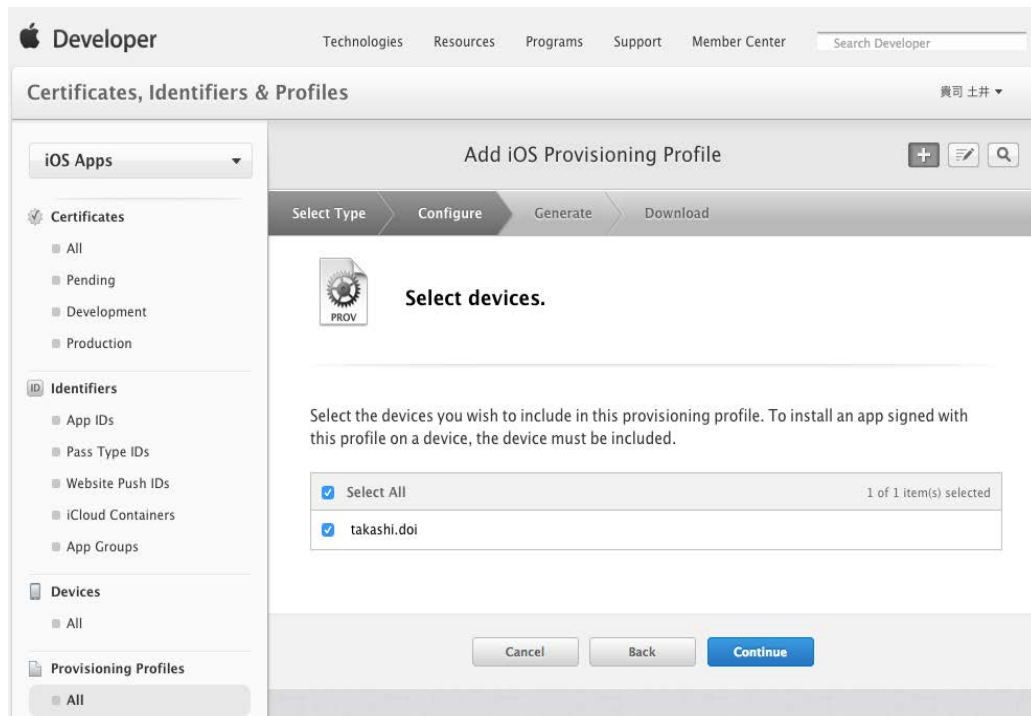 Developer
Technologies Resources Programs Support Member Center Search Developer
Certificates, Identifiers & Profiles
貴司 土井
iOS Apps
Add iOS Provisioning Profile
Select Type Configure Generate Download
Certificates
All
Pending
Development
Production
ID Identifiers
App IDs
Pass Type IDs
Website Push IDs
iCloud Containers
App Groups
Devices
All
Provisioning Profiles
All
PROV
Select devices.
Select the devices you wish to include in this provisioning profile. To install an app signed with
this profile on a device, the device must be included.
Select All 1 of 1 item(s) selected
takashi.doi
Cancel Back Continue